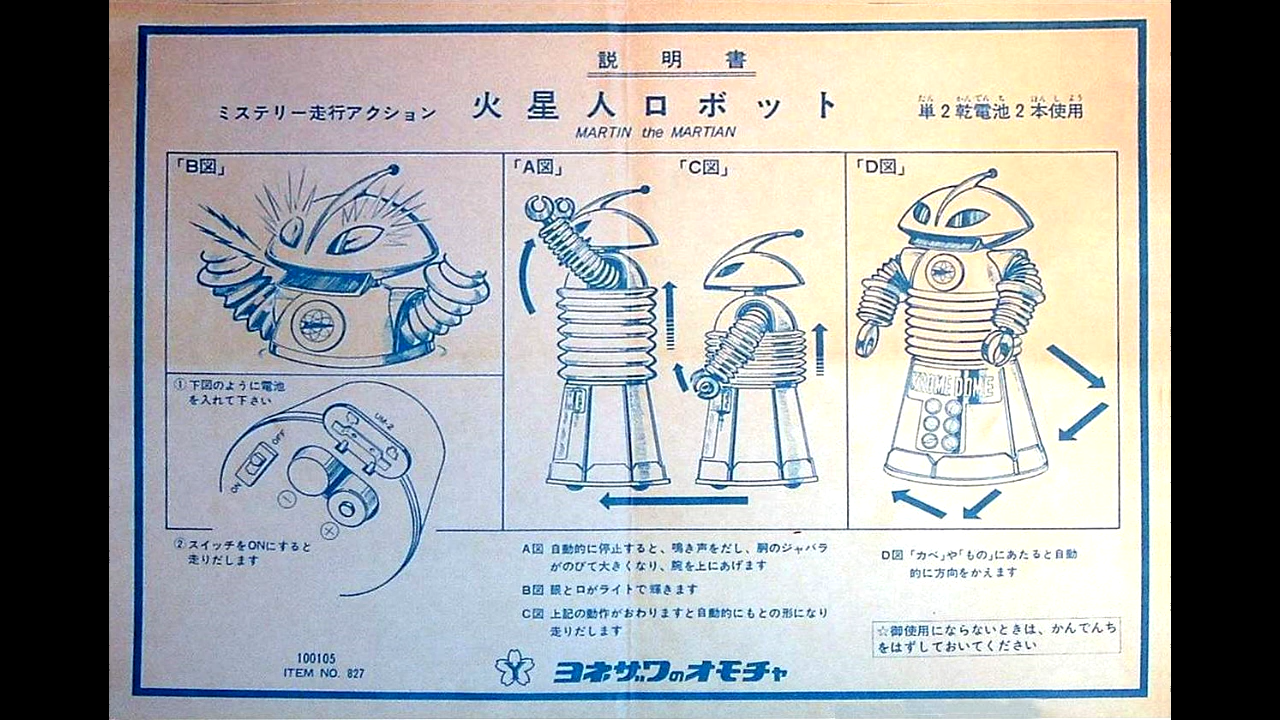 説明書
ミステリー走行アクション
火星人ロボット
MARTIN the MARTIAN
たん かんでん ち ほん し よう
単2乾電池2本使用
「B図」
「A図」
「C図」
「D図」
①下図のように電池
を入れて下さい
UM-2
OFF
ON
②スイッチをONにすると
走りだします
A図 自動的に停止すると、鳴き声をだし、胴のジャバラ
がのびて大きくなり、腕を上にあげます
B図 眼と口がライトで輝きます
C図 上記の動作がおわりますと自動的にもとの形になり
走りだします
D図「カベ」や「もの」にあたると自動
的に方向をかえます
☆御使用にならないときは、かんでんち
をはずしておいてください
100105
ITEM NO. 827
Y ヨネザワのオモチャ